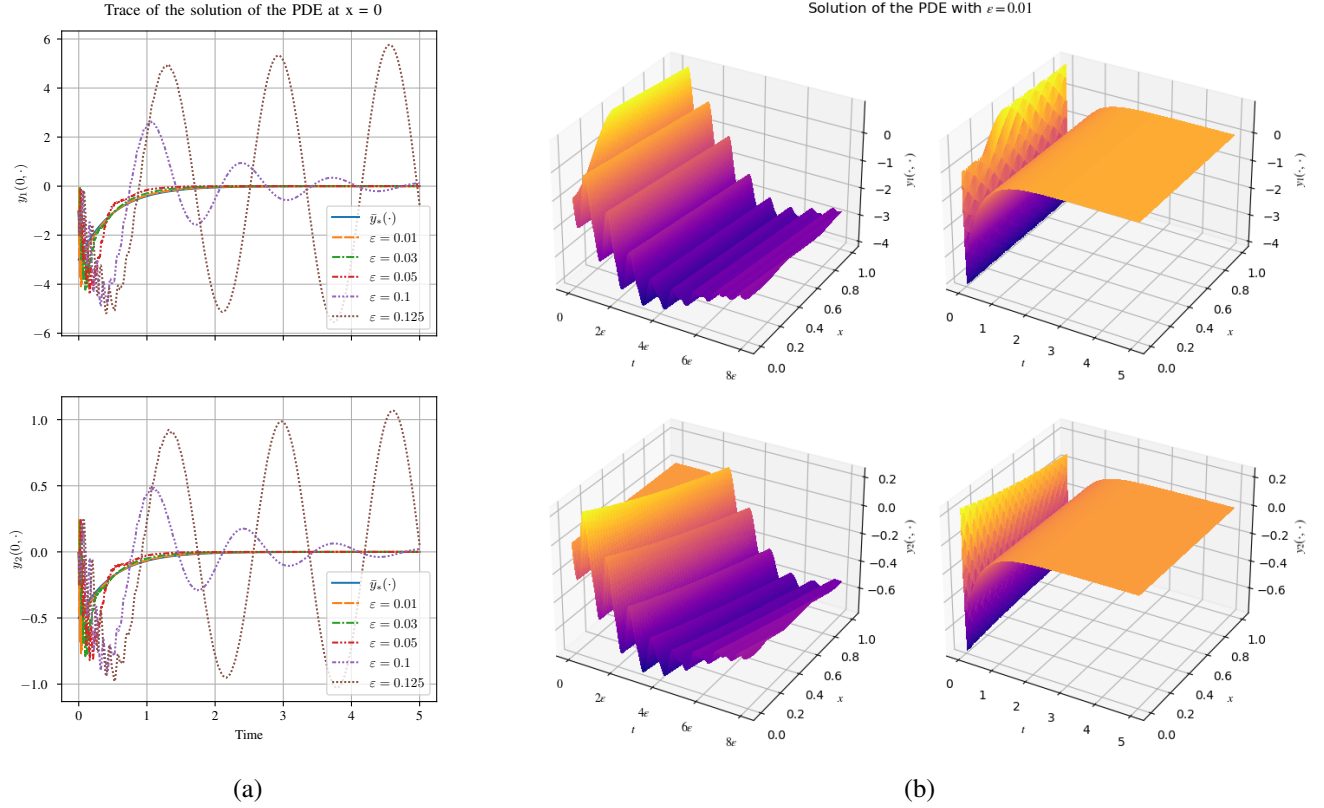 Trace of the solution of the PDE at x = 0
6
4
2
0
−2
−4
−6
y₁(0, ·)
ȳ∗(·)
ε = 0.01
ε = 0.03
ε = 0.05
ε = 0.1
ε = 0.125
1.0
0.5
0.0
−0.5
−1.0
y₂(0, ·)
ȳ∗(·)
ε = 0.01
ε = 0.03
ε = 0.05
ε = 0.1
ε = 0.125
0 1 2 3 4 5
Time
(a)
Solution of the PDE with ε = 0.01
0
−1
−2
−3
−4
y₁(·, ·)
0 2ε 4ε 6ε 8ε
t
0.0 0.2 0.4 0.6 0.8 1.0
x
0
−1
−2
−3
−4
y₁(·, ·)
0 1 2 3 4 5
t
0.0 0.2 0.4 0.6 0.8 1.0
x
0.2
0.0
−0.2
−0.4
−0.6
y₂(·, ·)
0 2ε 4ε 6ε 8ε
t
0.0 0.2 0.4 0.6 0.8 1.0
x
0.2
0.0
−0.2
−0.4
−0.6
y₂(·, ·)
0 1 2 3 4 5
t
0.0 0.2 0.4 0.6 0.8 1.0
x
(b)